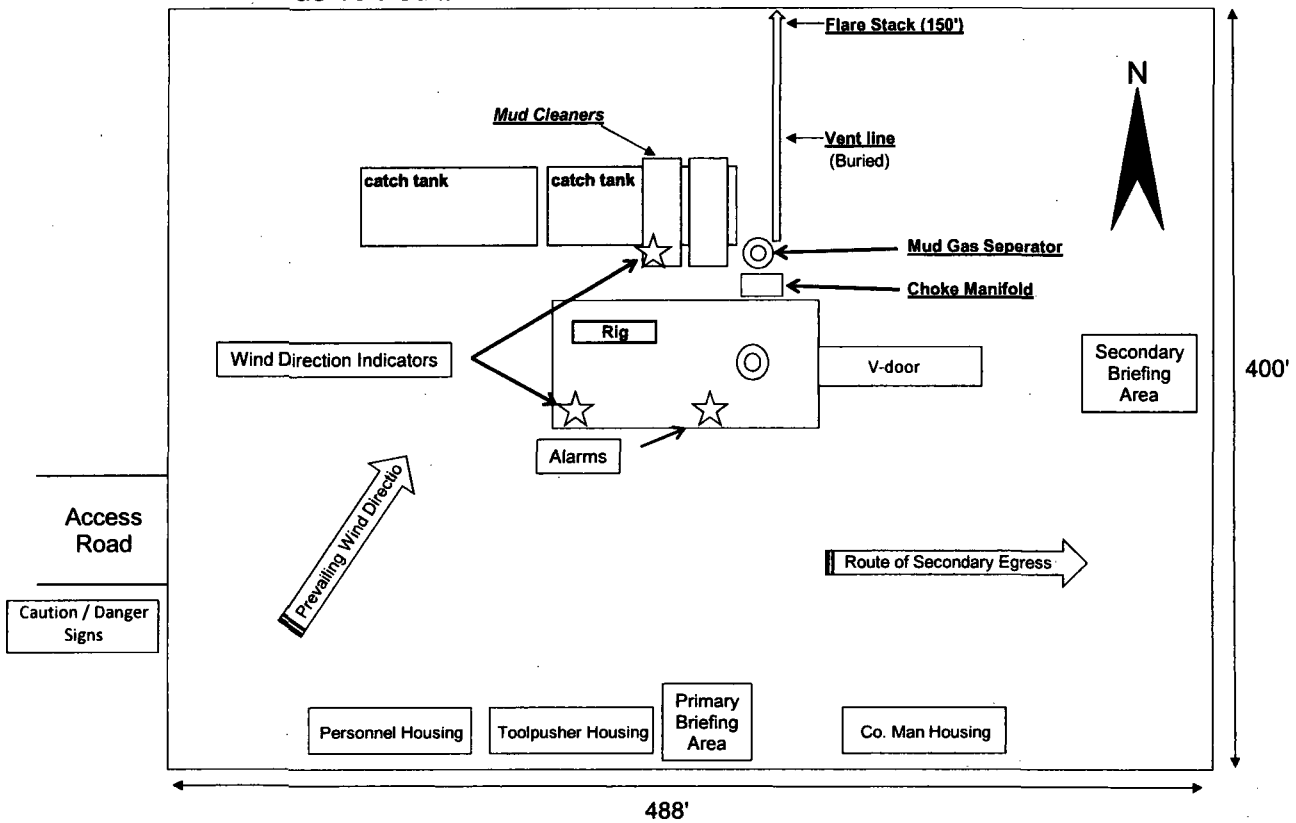 Flare Stack (150')
N
Mud Cleaners
Vent line
(Buried)
catch tank
catch tank
Mud Gas Seperator
Choke Manifold
Rig
Wind Direction Indicators
V-door
Secondary
Briefing
Area
400'
Alarms
Prevailing Wind Directio
Access
Road
Route of Secondary Egress
Caution / Danger
Signs
Personnel Housing
Toolpusher Housing
Primary
Briefing
Area
Co. Man Housing
488'